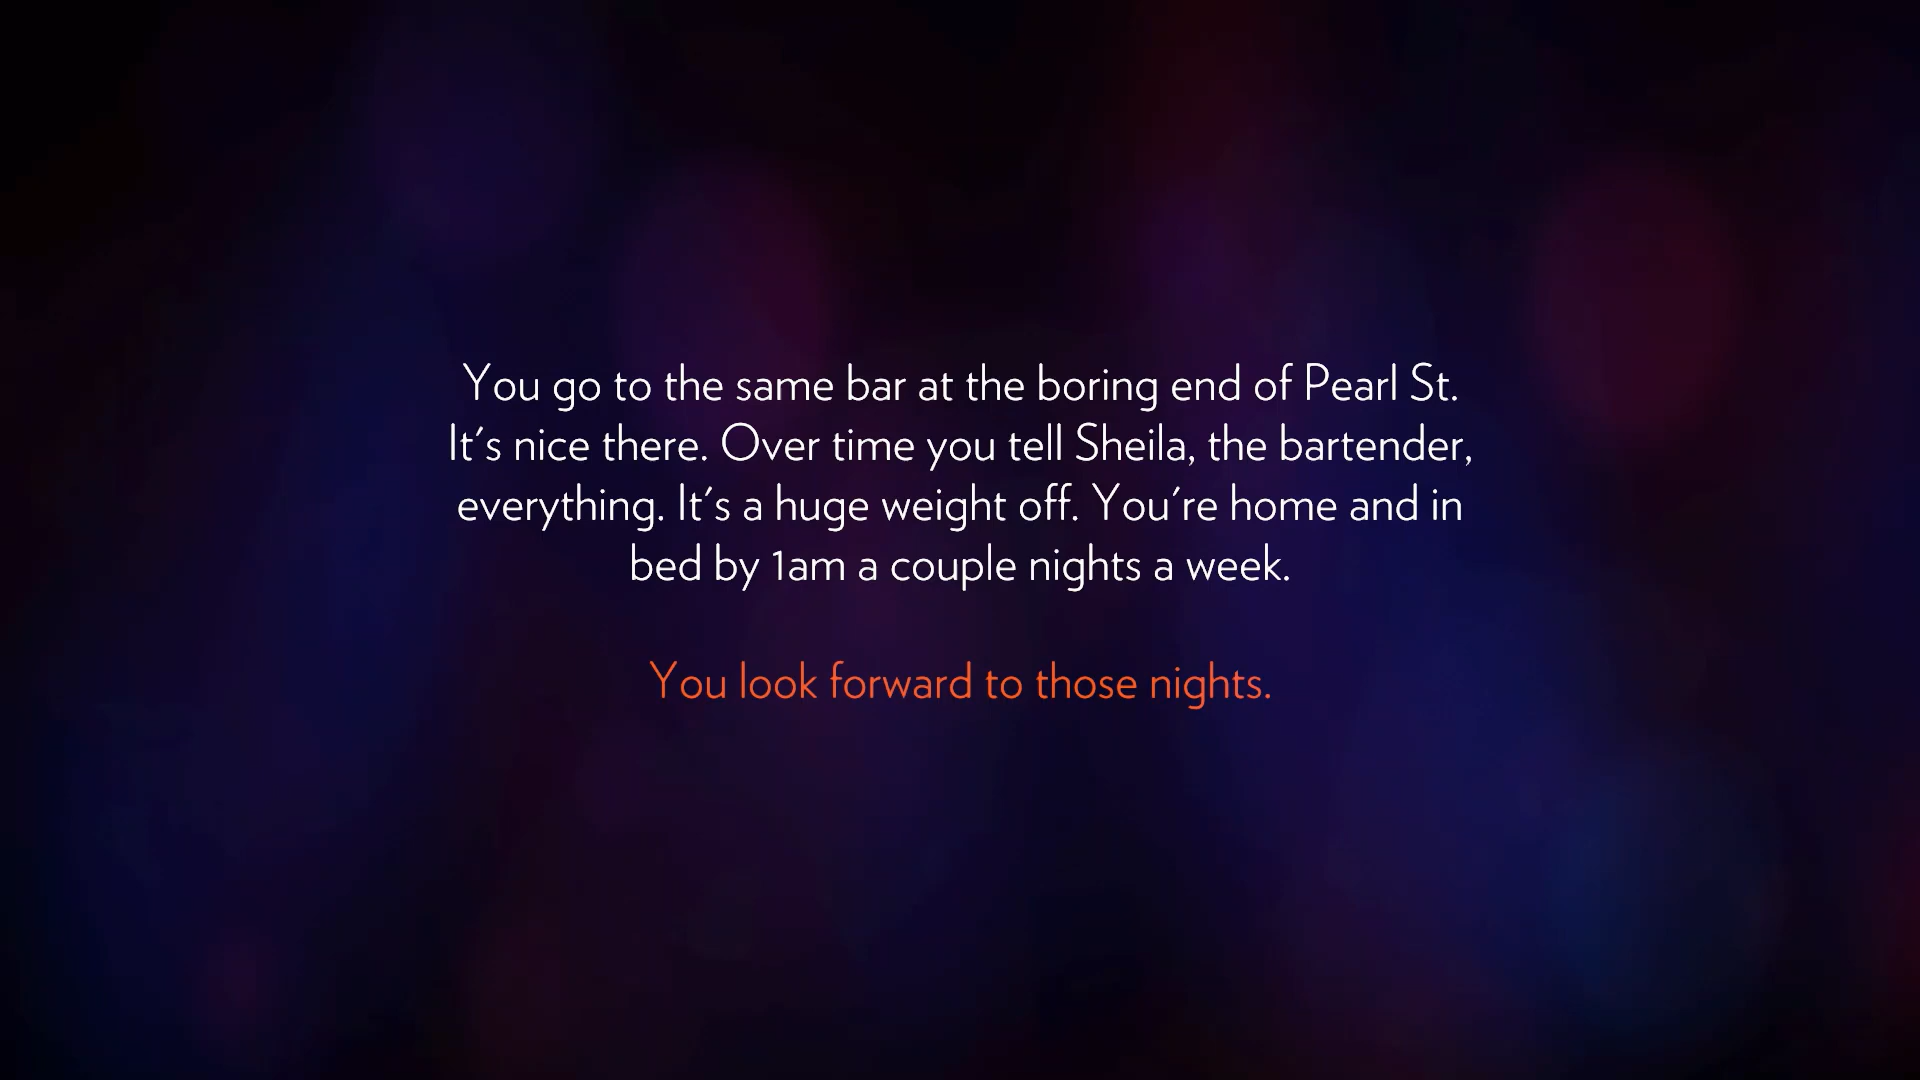 You go to the same bar at the boring end of Pearl St.
It's nice there. Over time you tell Sheila, the bartender,
everything. It's a huge weight off. You're home and in
bed by 1am a couple nights a week.
You look forward to those nights.